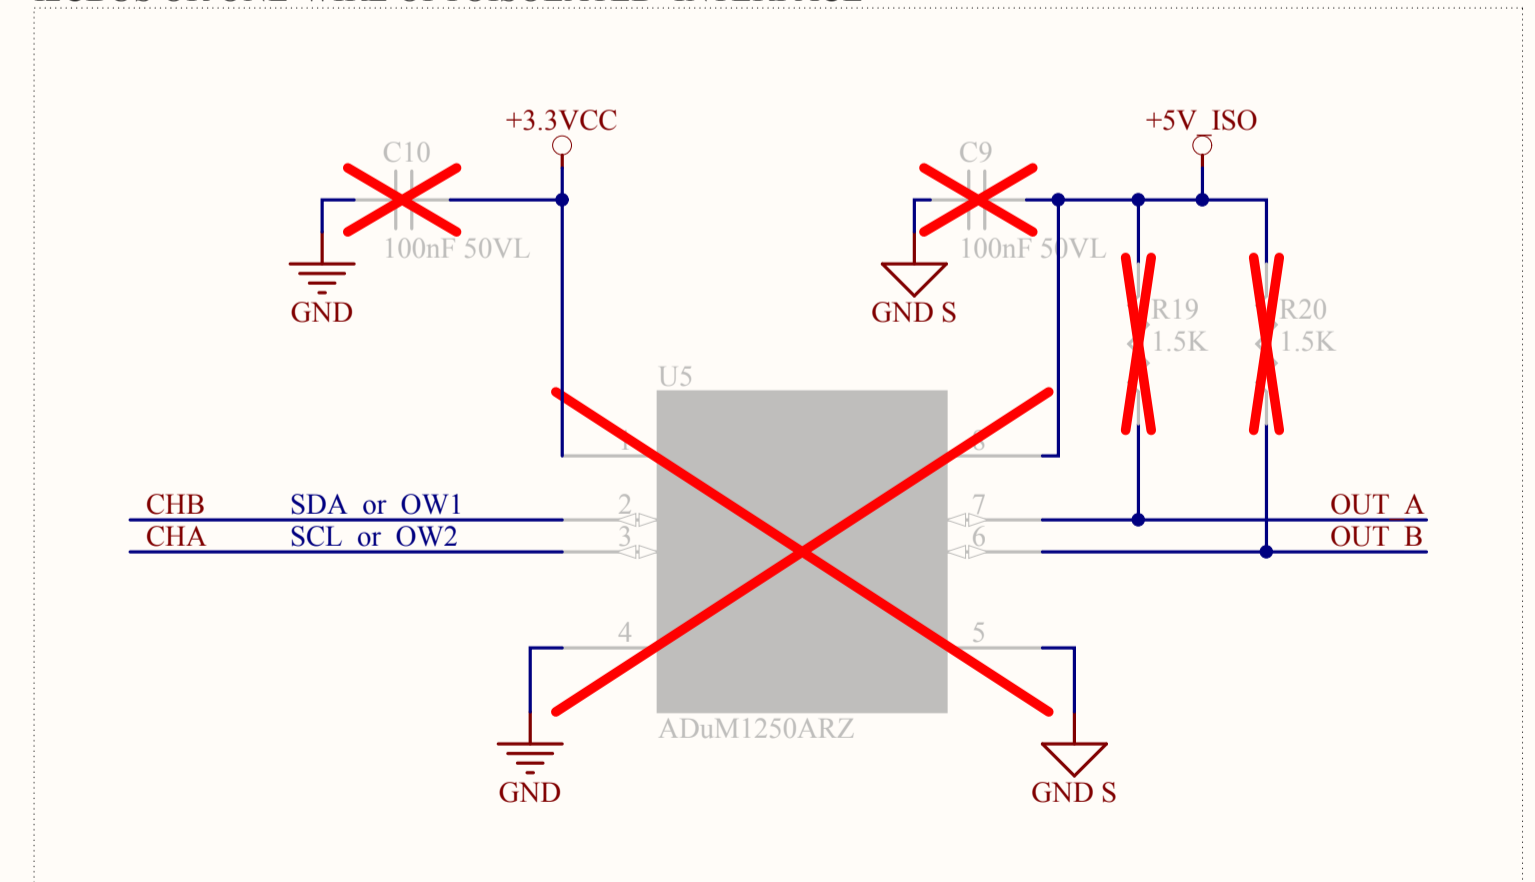 +3.3VCC
+5V_ISO
C10
C9
100nF 50VL
100nF 50VL
GND
GND S
R19
1.5K
R20
1.5K
U5
1
8
CHB SDA or OW1
2
7
OUT A
CHA SCL or OW2
3
6
OUT B
4
5
ADuM1250ARZ
GND
GND S